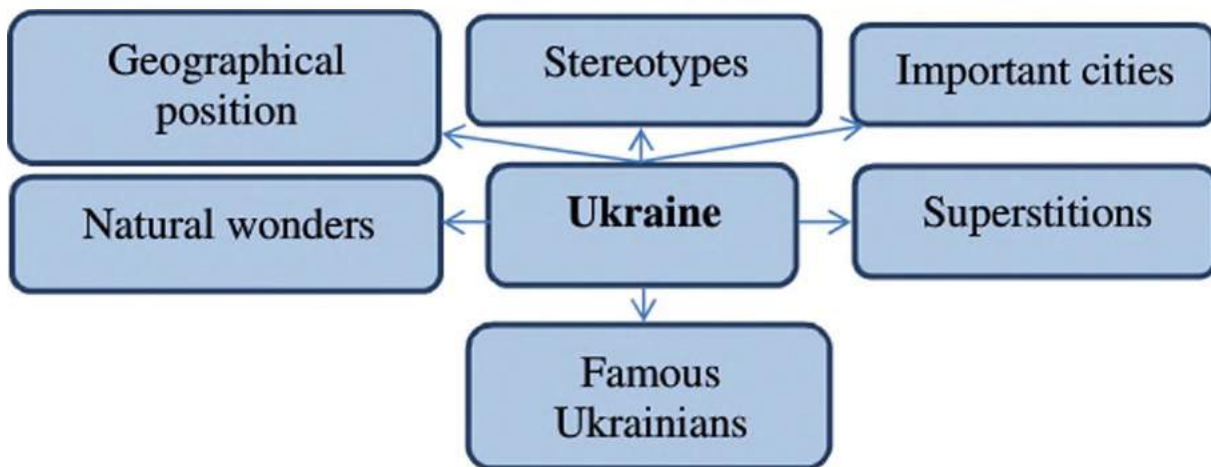 Geographical
position
Stereotypes
Important cities
Natural wonders
Ukraine
Superstitions
Famous
Ukrainians